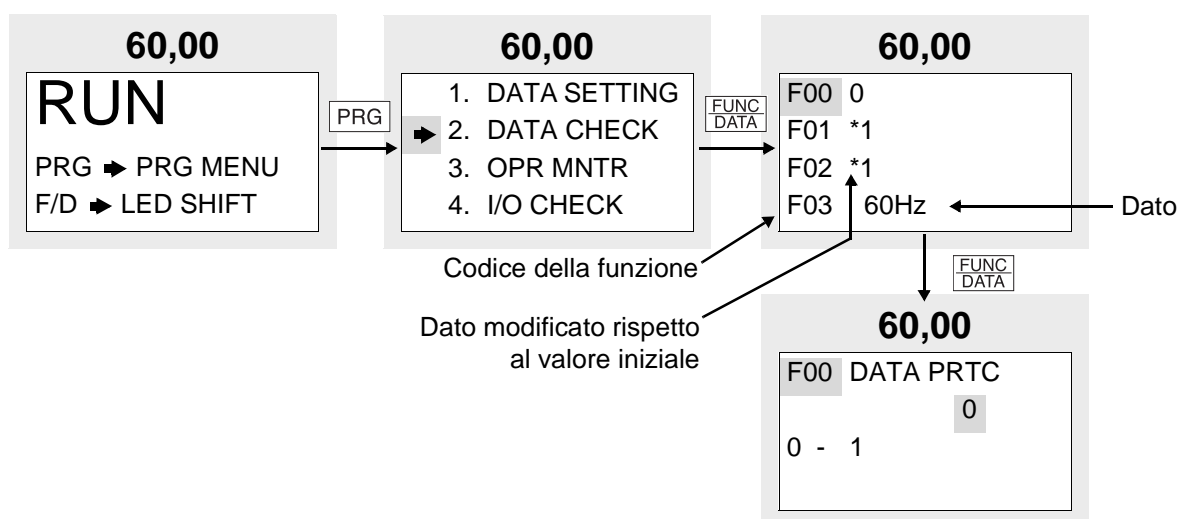 60,00
RUN
PRG ➡ PRG MENU
F/D ➡ LED SHIFT
PRG
60,00
1. DATA SETTING
➡ 2. DATA CHECK
3. OPR MNTR
4. I/O CHECK
FUNC
DATA
60,00
F00 0
F01 *1
F02 *1
F03 60Hz
Dato
Codice della funzione
Dato modificato rispetto
al valore iniziale
FUNC
DATA
60,00
F00 DATA PRTC
0
0 - 1